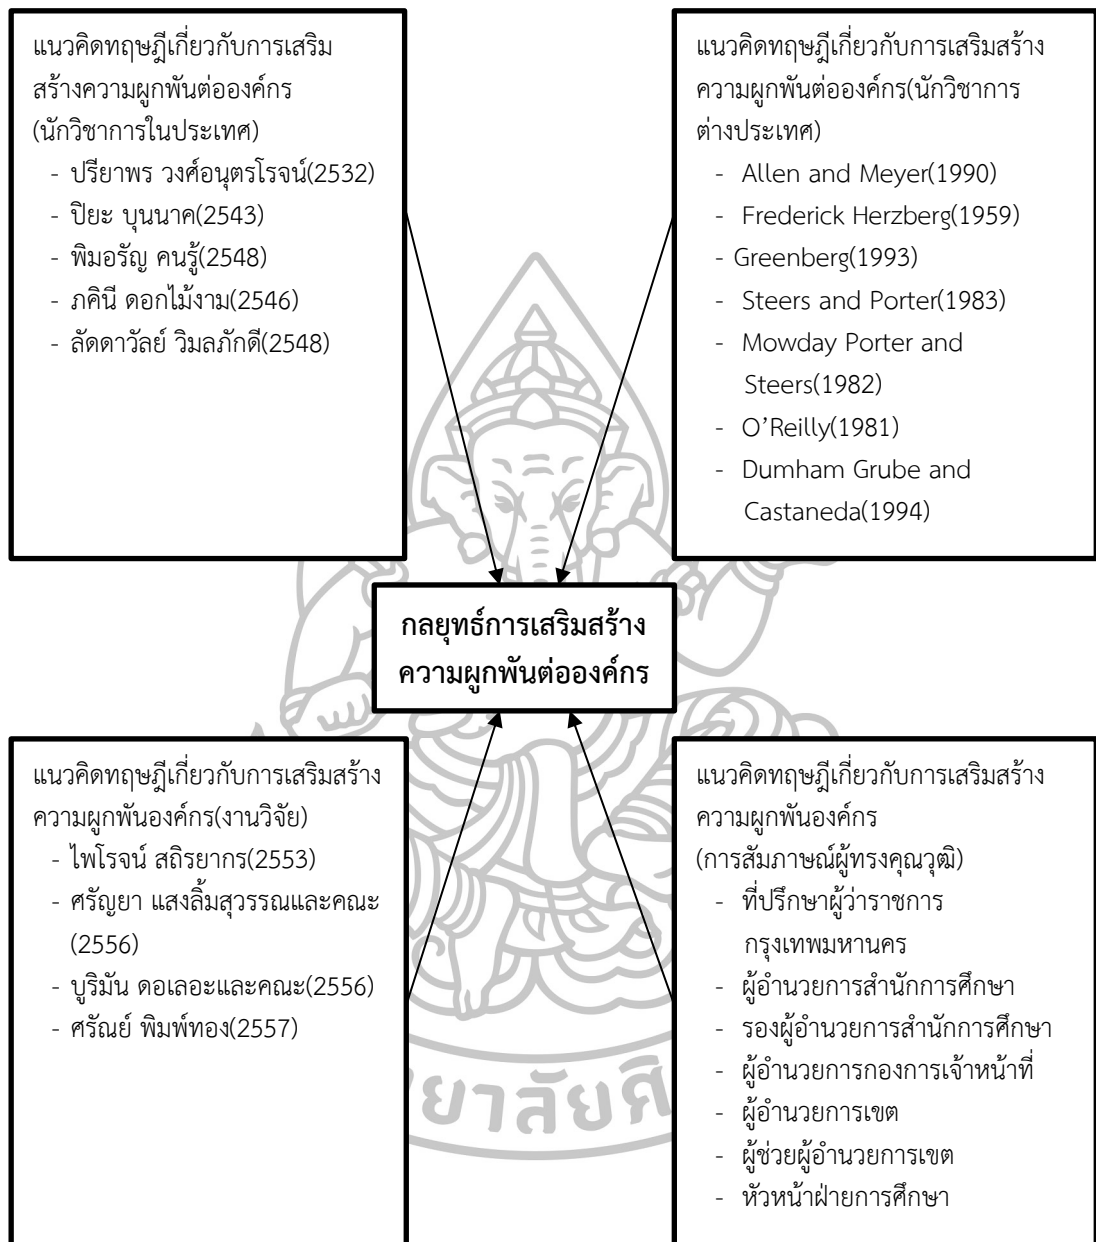 แนวคิดทฤษฎีเกี่ยวกับการเสริม
สร้างความผูกพันต่อองค์กร
(นักวิชาการในประเทศ)
- ปรียาพร วงศ์อนุตรโรจน์(2532)
- ปิยะ บุนนาค(2543)
- พิมอรัญ คนรู้(2548)
- ภคินี ดอกไม้งาม(2546)
- ลัดดาวัลย์ วิมลภักดี(2548)
แนวคิดทฤษฎีเกี่ยวกับการเสริมสร้าง
ความผูกพันต่อองค์กร(นักวิชาการ
ต่างประเทศ)
- Allen and Meyer(1990)
- Frederick Herzberg(1959)
- Greenberg(1993)
- Steers and Porter(1983)
- Mowday Porter and
Steers(1982)
- O’Reilly(1981)
- Dumham Grube and
Castaneda(1994)
กลยุทธ์การเสริมสร้าง
ความผูกพันต่อองค์กร
แนวคิดทฤษฎีเกี่ยวกับการเสริมสร้าง
ความผูกพันองค์กร(งานวิจัย)
- ไพโรจน์ สถิรยากร(2553)
- ศรัญยา แสงลิ้มสุวรรณและคณะ
(2556)
- บูริมัน ดอเลอะและคณะ(2556)
- ศรัณย์ พิมพ์ทอง(2557)
แนวคิดทฤษฎีเกี่ยวกับการเสริมสร้าง
ความผูกพันองค์กร
(การสัมภาษณ์ผู้ทรงคุณวุฒิ)
- ที่ปรึกษาผู้ว่าราชการ
กรุงเทพมหานคร
- ผู้อำนวยการสำนักการศึกษา
- รองผู้อำนวยการสำนักการศึกษา
- ผู้อำนวยการกองการเจ้าหน้าที่
- ผู้อำนวยการเขต
- ผู้ช่วยผู้อำนวยการเขต
- หัวหน้าฝ่ายการศึกษา
ยาลัยศิ